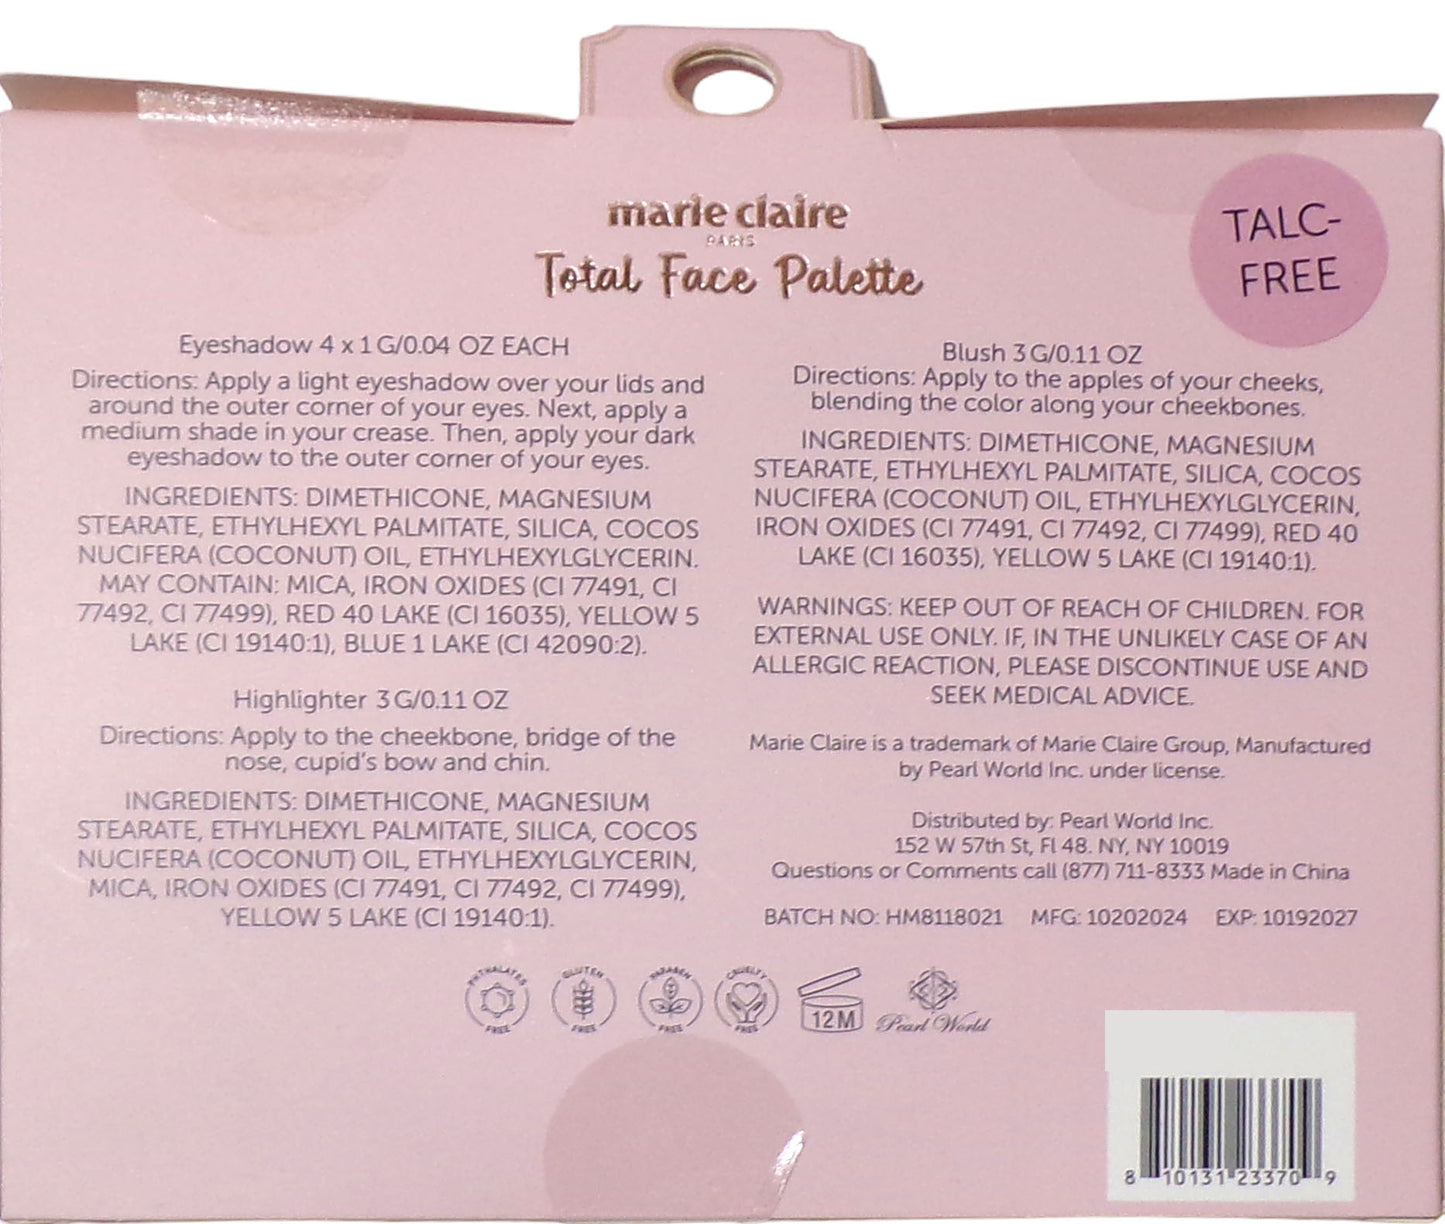 marie claire
PARIS
Total Face Palette
TALC-
FREE
Eyeshadow 4 x 1 G/0.04 OZ EACH
Directions: Apply a light eyeshadow over your lids and
around the outer corner of your eyes. Next, apply a
medium shade in your crease. Then, apply your dark
eyeshadow to the outer corner of your eyes.
INGREDIENTS: DIMETHICONE, MAGNESIUM
STEARATE, ETHYLHEXYL PALMITATE, SILICA, COCOS
NUCIFERA (COCONUT) OIL, ETHYLHEXYLGLYCERIN.
MAY CONTAIN: MICA, IRON OXIDES (CI 77491, CI
77492, CI 77499), RED 40 LAKE (CI 16035), YELLOW 5
LAKE (CI 19140:1), BLUE 1 LAKE (CI 42090:2).
Highlighter 3 G/0.11 OZ
Directions: Apply to the cheekbone, bridge of the
nose, cupid's bow and chin.
INGREDIENTS: DIMETHICONE, MAGNESIUM
STEARATE, ETHYLHEXYL PALMITATE, SILICA, COCOS
NUCIFERA (COCONUT) OIL, ETHYLHEXYLGLYCERIN,
MICA, IRON OXIDES (CI 77491, CI 77492, CI 77499),
YELLOW 5 LAKE (CI 19140:1).
Blush 3 G/0.11 OZ
Directions: Apply to the apples of your cheeks,
blending the color along your cheekbones.
INGREDIENTS: DIMETHICONE, MAGNESIUM
STEARATE, ETHYLHEXYL PALMITATE, SILICA, COCOS
NUCIFERA (COCONUT) OIL, ETHYLHEXYLGLYCERIN,
IRON OXIDES (CI 77491, CI 77492, CI 77499), RED 40
LAKE (CI 16035), YELLOW 5 LAKE (CI 19140:1).
WARNINGS: KEEP OUT OF REACH OF CHILDREN. FOR
EXTERNAL USE ONLY. IF, IN THE UNLIKELY CASE OF AN
ALLERGIC REACTION, PLEASE DISCONTINUE USE AND
SEEK MEDICAL ADVICE.
Marie Claire is a trademark of Marie Claire Group, Manufactured
by Pearl World Inc. under license.
Distributed by: Pearl World Inc.
152 W 57th St, Fl 48. NY, NY 10019
Questions or Comments call (877) 711-8333 Made in China
BATCH NO: HM8118021 MFG: 10202024 EXP: 10192027
PHTHALATES FREE
GLUTEN FREE
PARABEN FREE
CRUELTY FREE
12M
Pearl World
8 10131 23370 9